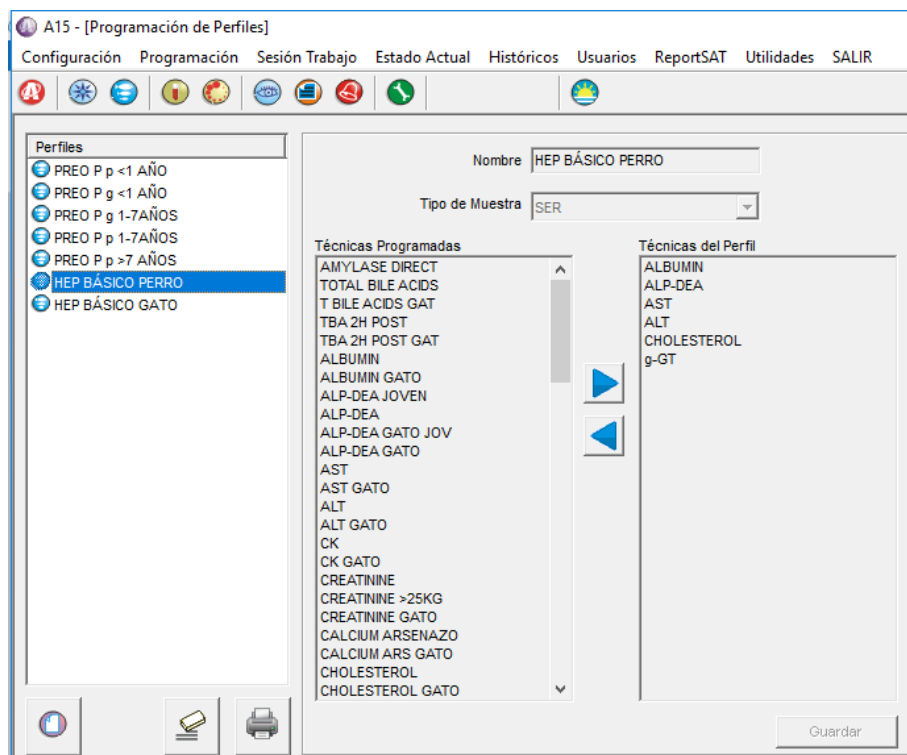 A15 - [Programación de Perfiles]
Configuración Programación Sesión Trabajo Estado Actual Históricos Usuarios ReportSAT Utilidades SALIR
Perfiles
PREO P p <1 AÑO
PREO P g <1 AÑO
PREO P g 1-7AÑOS
PREO P p 1-7AÑOS
PREO P p >7 AÑOS
HEP BÁSICO PERRO
HEP BÁSICO GATO
Nombre HEP BÁSICO PERRO
Tipo de Muestra SER
Técnicas Programadas
AMYLASE DIRECT
TOTAL BILE ACIDS
T BILE ACIDS GAT
TBA 2H POST
TBA 2H POST GAT
ALBUMIN
ALBUMIN GATO
ALP-DEA JOVEN
ALP-DEA
ALP-DEA GATO JOV
ALP-DEA GATO
AST
AST GATO
ALT
ALT GATO
CK
CK GATO
CREATININE
CREATININE >25KG
CREATININE GATO
CALCIUM ARSENAZO
CALCIUM ARS GATO
CHOLESTEROL
CHOLESTEROL GATO
Técnicas del Perfil
ALBUMIN
ALP-DEA
AST
ALT
CHOLESTEROL
g-GT
Guardar